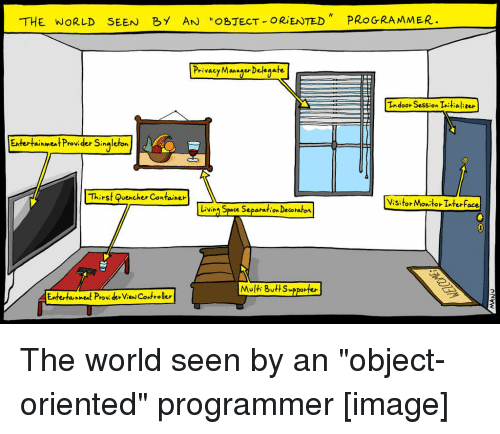 THE WORLD SEEN BY AN "OBJECT-ORIENTED" PROGRAMMER.
Privacy Manager Delegate
Indoor Session Initializer
Entertainment Provider Singleton
Thirst Quencher Container
Living Space Separation Decorator
Visitor Monitor InterFace
Multi Butt Supporter
Entertainment Provider View Controller
WELCOME
MANU
The world seen by an "object-
oriented" programmer [image]